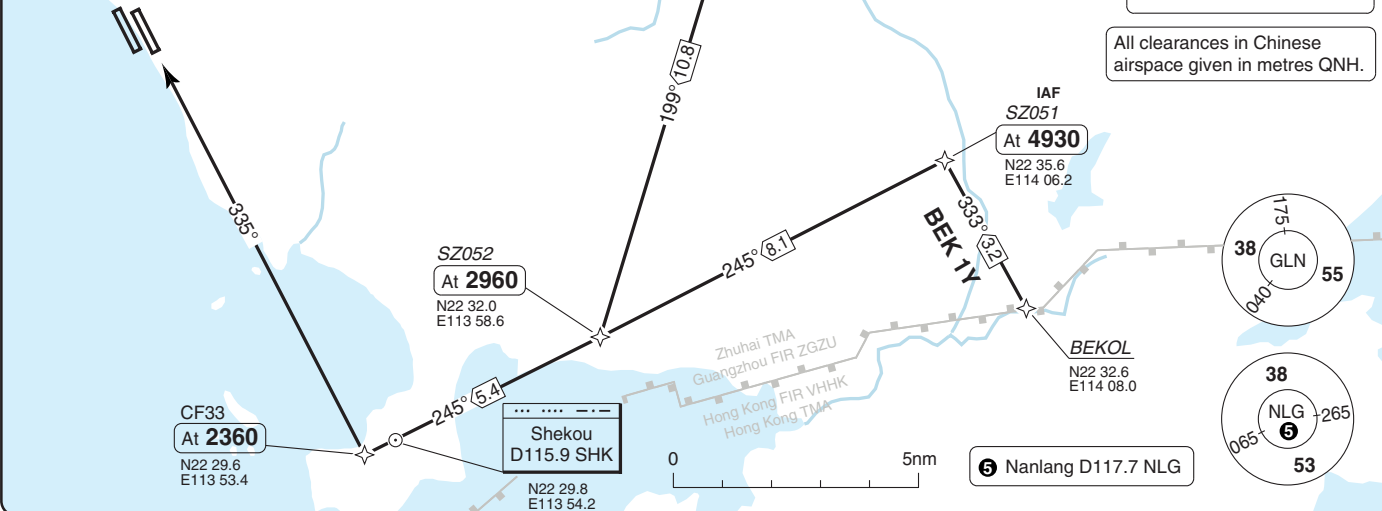 All clearances in Chinese
airspace given in metres QNH.
199° 10.8
IAF
SZ051
At 4930
N22 35.6
E114 06.2
333° 3.2
BEK 1Y
335°
SZ052
At 2960
N22 32.0
E113 58.6
245° 8.1
175
38
GLN
55
040
Zhuhai TMA
Guangzhou FIR ZGZU
Hong Kong FIR VHHK
Hong Kong TMA
BEKOL
N22 32.6
E114 08.0
245° 5.4
CF33
At 2360
N22 29.6
E113 53.4
Shekou
D115.9 SHK
N22 29.8
E113 54.2
0 5nm
5 Nanlang D117.7 NLG
38
NLG
265
5
065
53